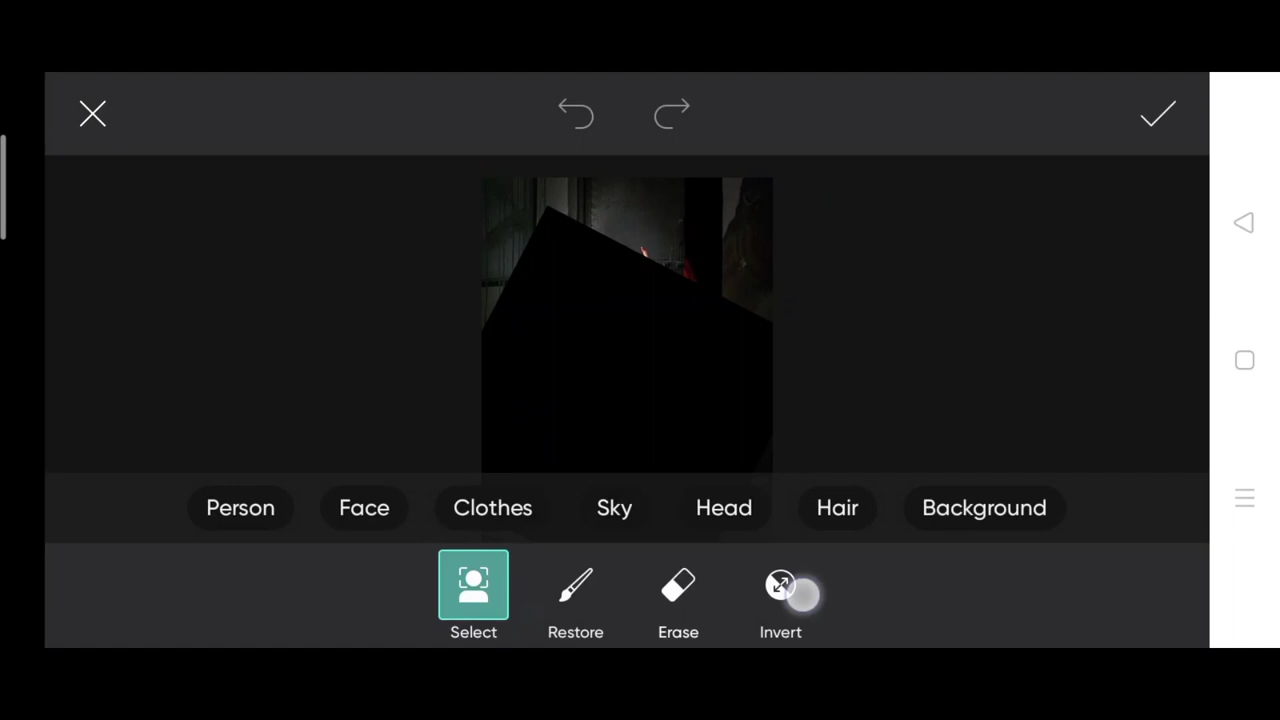 Person Face Clothes Sky Head Hair Background
Select Restore Erase Invert